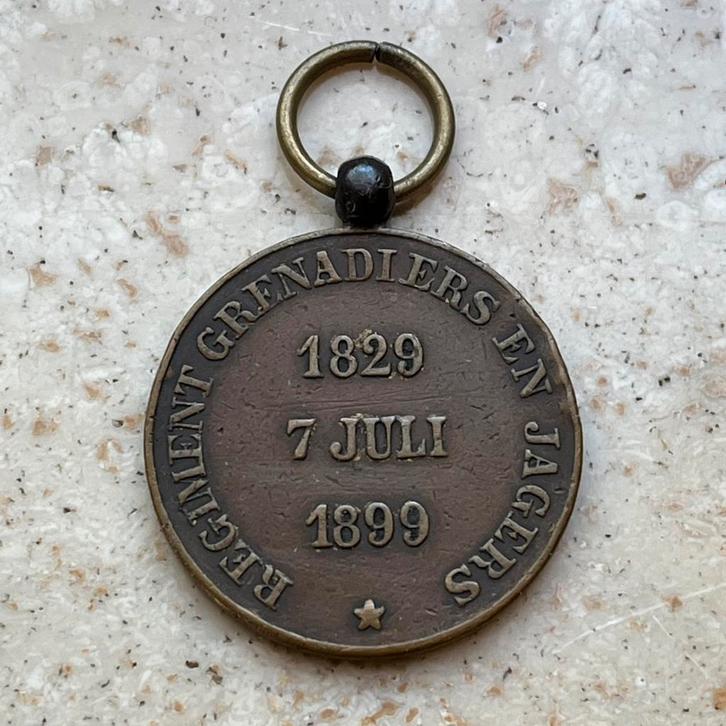 REGIMENT GRENADIERS EN JAGERS
1829
7 JULI
1899